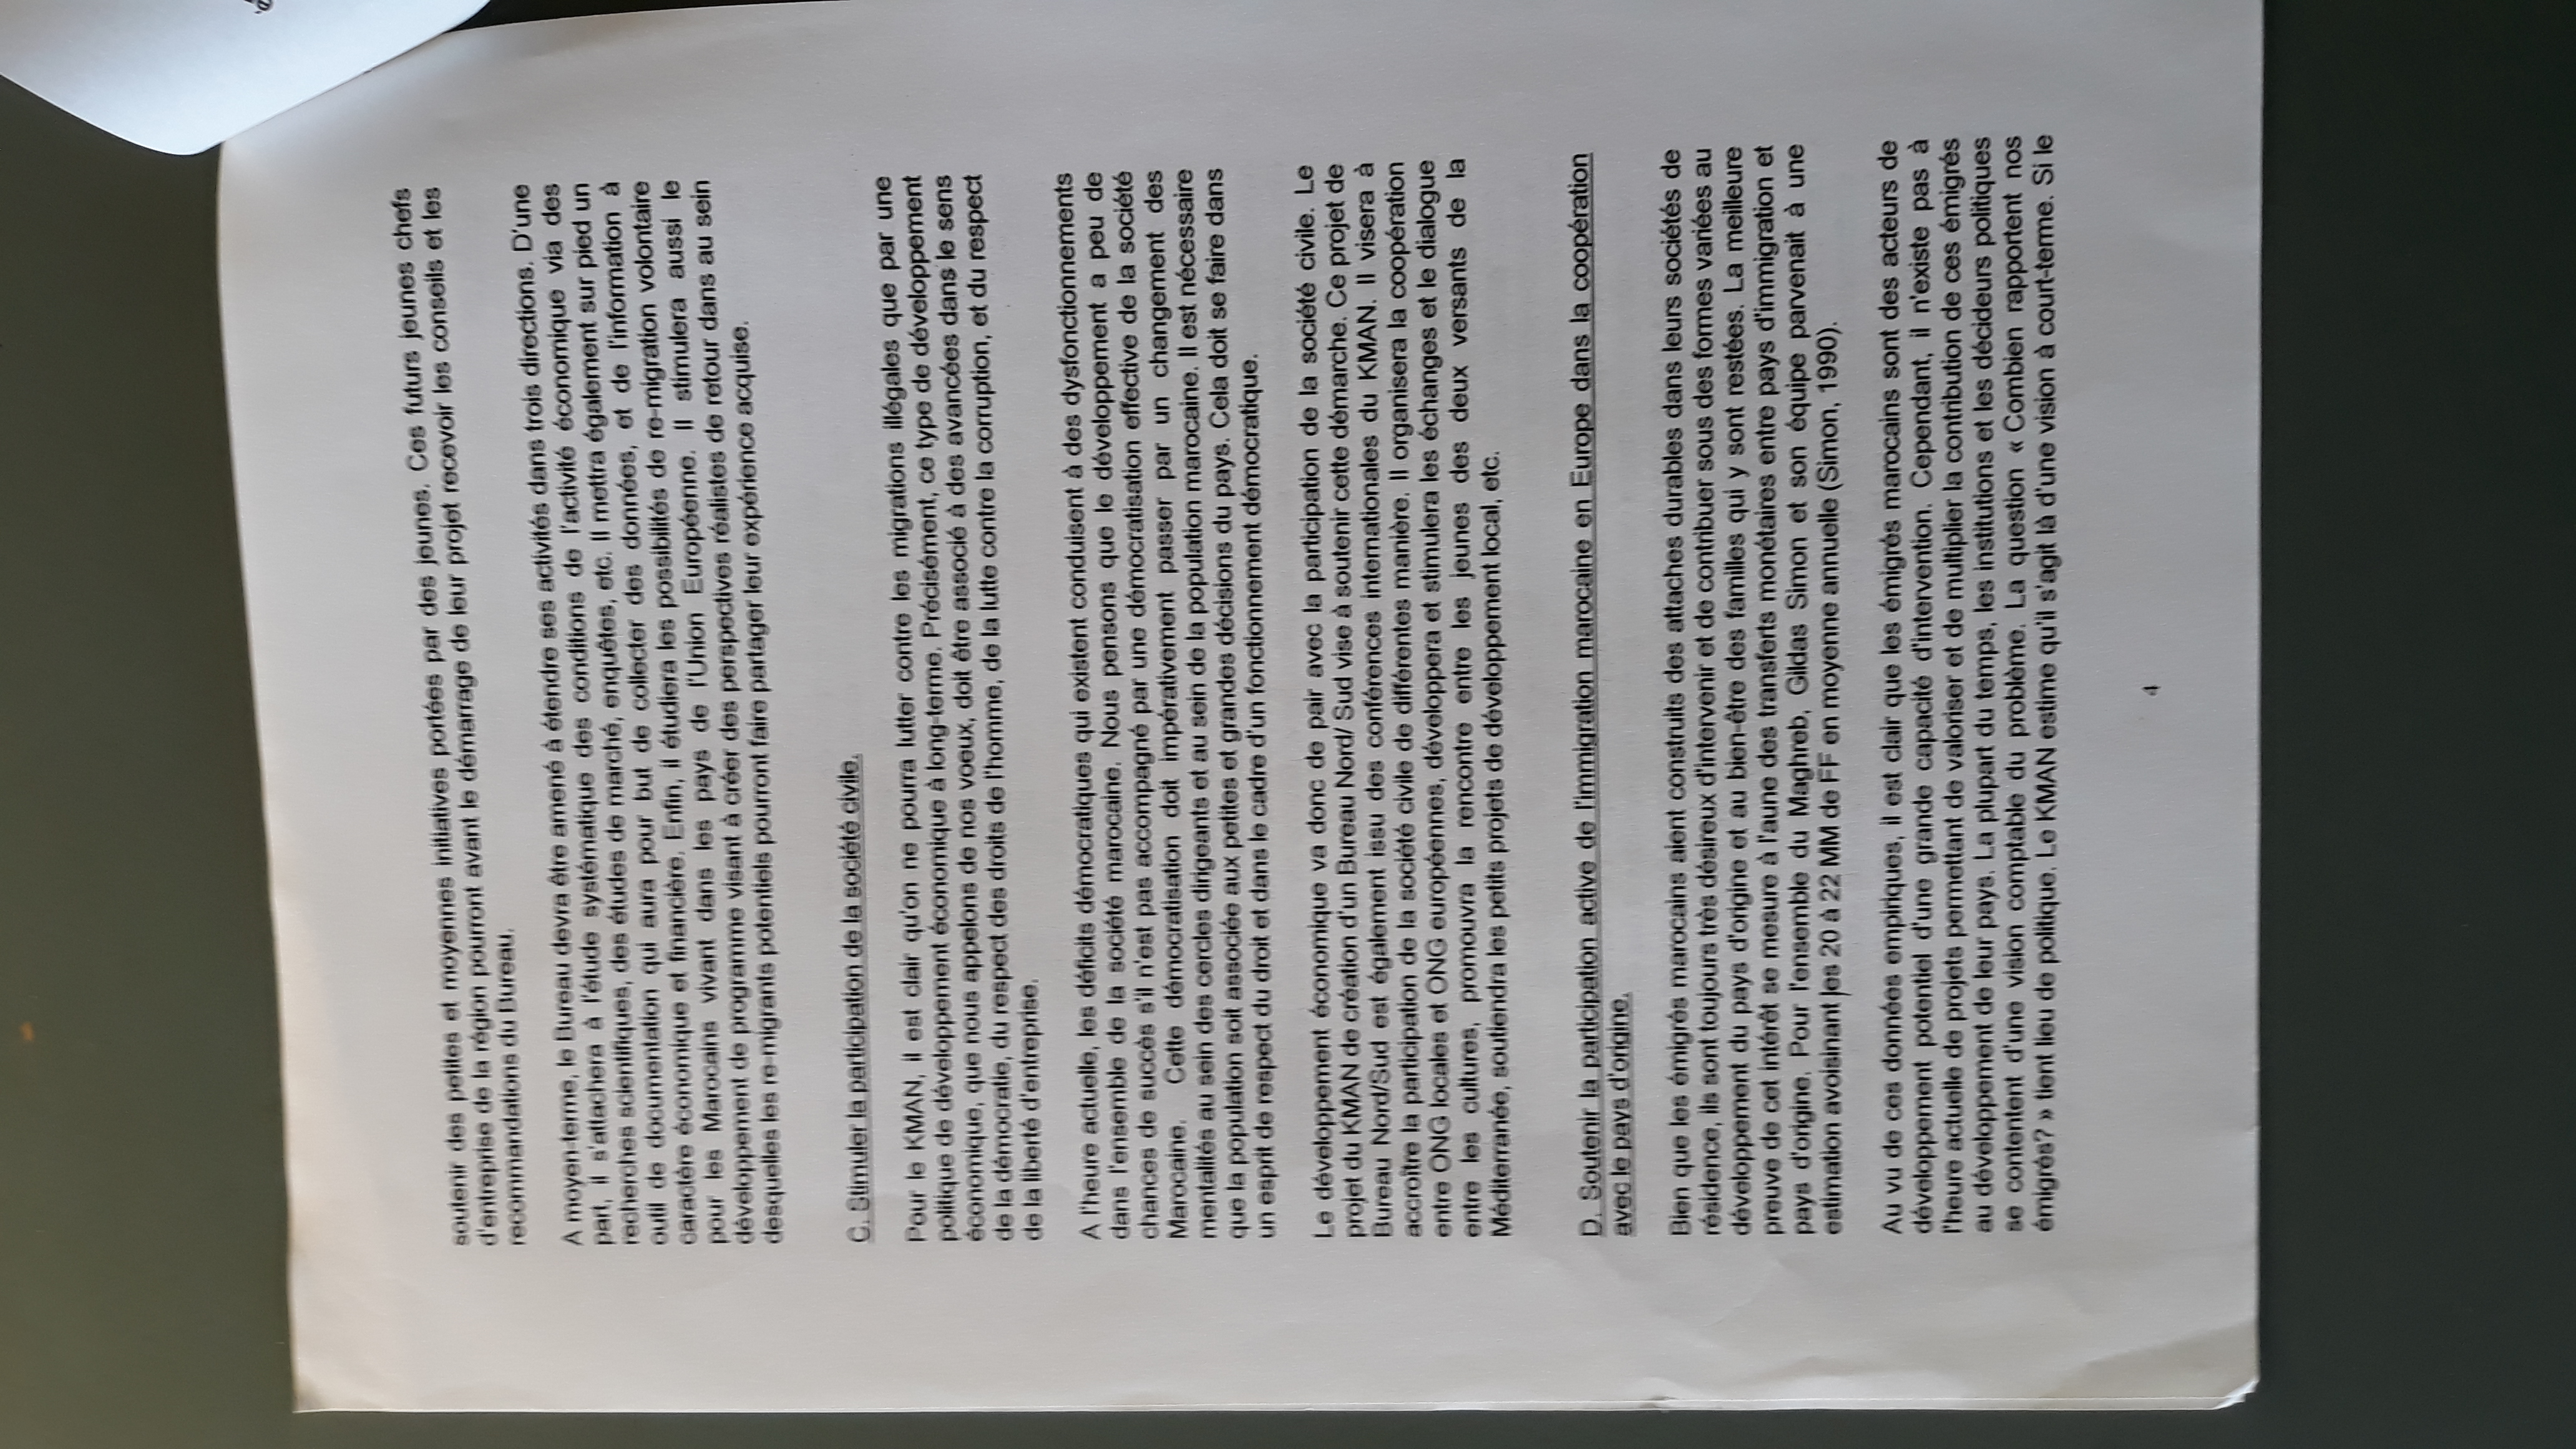 soutenir des petites et moyennes initiatives portées par des jeunes. Ces futurs jeunes chefs
d'entreprise de la région pourront avant le démarrage de leur projet recevoir les conseils et les
recommandations du Bureau.
A moyen-terme, le Bureau devra être amené à étendre ses activités dans trois directions. D'une
part, il s'attachera à l'étude systématique des conditions de l'activité économique via des
recherches scientifiques, des études de marché, enquêtes, etc. Il mettra également sur pied un
outil de documentation qui aura pour but de collecter des données, et de l'information à
caractère économique et financière. Enfin, il étudiera les possibilités de re-migration volontaire
pour les Marocains vivant dans les pays de l'Union Européenne. Il stimulera aussi le
développement de programme visant à créer des perspectives réalistes de retour dans au sein
desquelles les re-migrants potentiels pourront faire partager leur expérience acquise.
C. Stimuler la participation de la société civile.
Pour le KMAN, il est clair qu'on ne pourra lutter contre les migrations illégales que par une
politique de développement économique à long-terme. Précisément, ce type de développement
économique, que nous appelons de nos voeux, doit être associé à des avancées dans le sens
de la démocratie, du respect des droits de l'homme, de la lutte contre la corruption, et du respect
de la liberté d'entreprise.
A l'heure actuelle, les déficits démocratiques qui existent conduisent à des dysfonctionnements
dans l'ensemble de la société marocaine. Nous pensons que le développement a peu de
chances de succès s'il n'est pas accompagné par une démocratisation effective de la société
Marocaine. Cette démocratisation doit impérativement passer par un changement des
mentalités au sein des cercles dirigeants et au sein de la population marocaine. Il est nécessaire
que la population soit associée aux petites et grandes décisions du pays. Cela doit se faire dans
un esprit de respect du droit et dans le cadre d'un fonctionnement démocratique.
Le développement économique va donc de pair avec la participation de la société civile. Le
projet du KMAN de création d'un Bureau Nord/ Sud vise à soutenir cette démarche. Ce projet de
Bureau Nord/Sud est également issu des conférences internationales du KMAN. Il visera à
accroître la participation de la société civile de différentes manière. Il organisera la coopération
entre ONG locales et ONG européennes, développera et stimulera les échanges et le dialogue
entre les cultures, promouvra la rencontre entre les jeunes des deux versants de la
Méditerranée, soutiendra les petits projets de développement local, etc.
D. Soutenir la participation active de l'immigration marocaine en Europe dans la coopération
avec le pays d'origine.
Bien que les émigrés marocains aient construits des attaches durables dans leurs sociétés de
résidence, ils sont toujours très désireux d'intervenir et de contribuer sous des formes variées au
développement du pays d'origine et au bien-être des familles qui y sont restées. La meilleure
preuve de cet intérêt se mesure à l'aune des transferts monétaires entre pays d'immigration et
pays d'origine. Pour l'ensemble du Maghreb, Gildas Simon et son équipe parvenait à une
estimation avoisinant les 20 à 22 MM de FF en moyenne annuelle (Simon, 1990).
Au vu de ces données empiriques, il est clair que les émigrés marocains sont des acteurs de
développement potentiel d'une grande capacité d'intervention. Cependant, il n'existe pas à
l'heure actuelle de projets permettant de valoriser et de multiplier la contribution de ces émigrés
au développement de leur pays. La plupart du temps, les institutions et les décideurs politiques
se contentent d'une vision comptable du problème. La question « Combien rapportent nos
émigrés? » tient lieu de politique. Le KMAN estime qu'il s'agit là d'une vision à court-terme. Si le
4